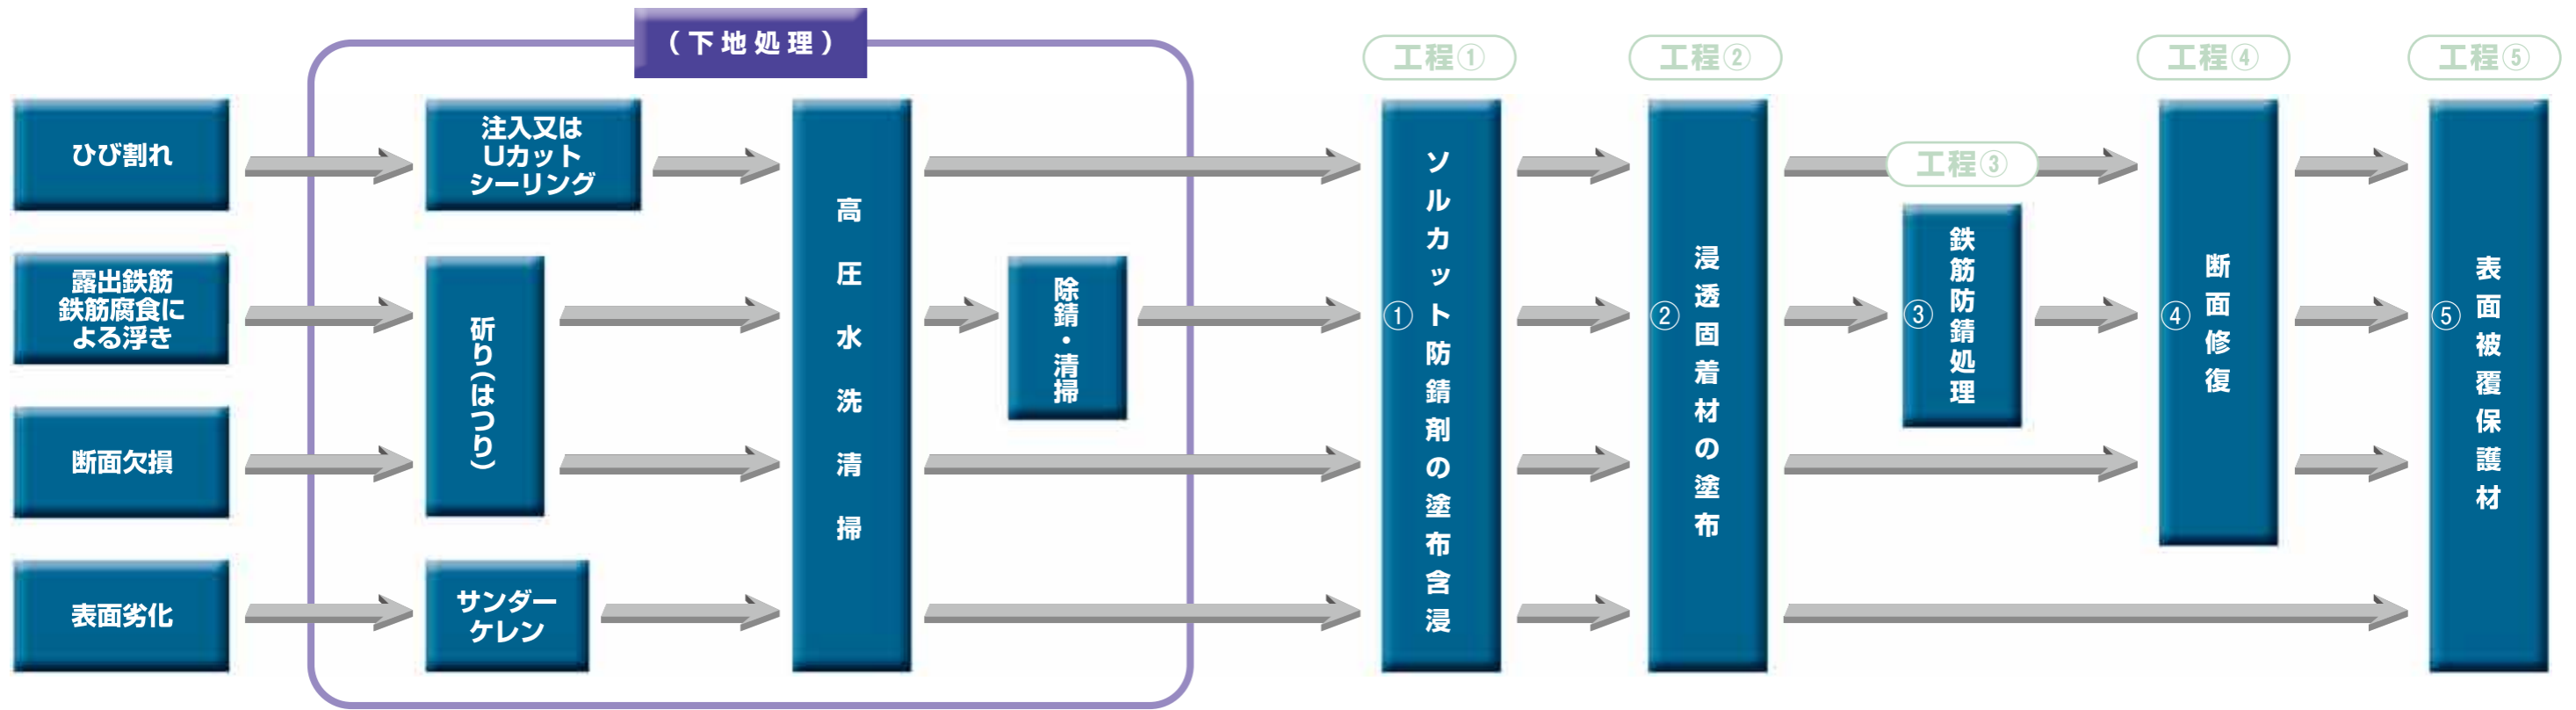 （下地処理）
工程①
工程②
工程④
工程⑤
ひび割れ
注入又は
Uカット
シーリング
工程③
露出鉄筋
鉄筋腐食に
よる浮き
斫り（はつり）
高圧水洗清掃
除錆・清掃
①ソルカット防錆剤の塗布含浸
②浸透固着材の塗布
③鉄筋防錆処理
④断面修復
⑤表面被覆保護材
断面欠損
表面劣化
サンダー
ケレン